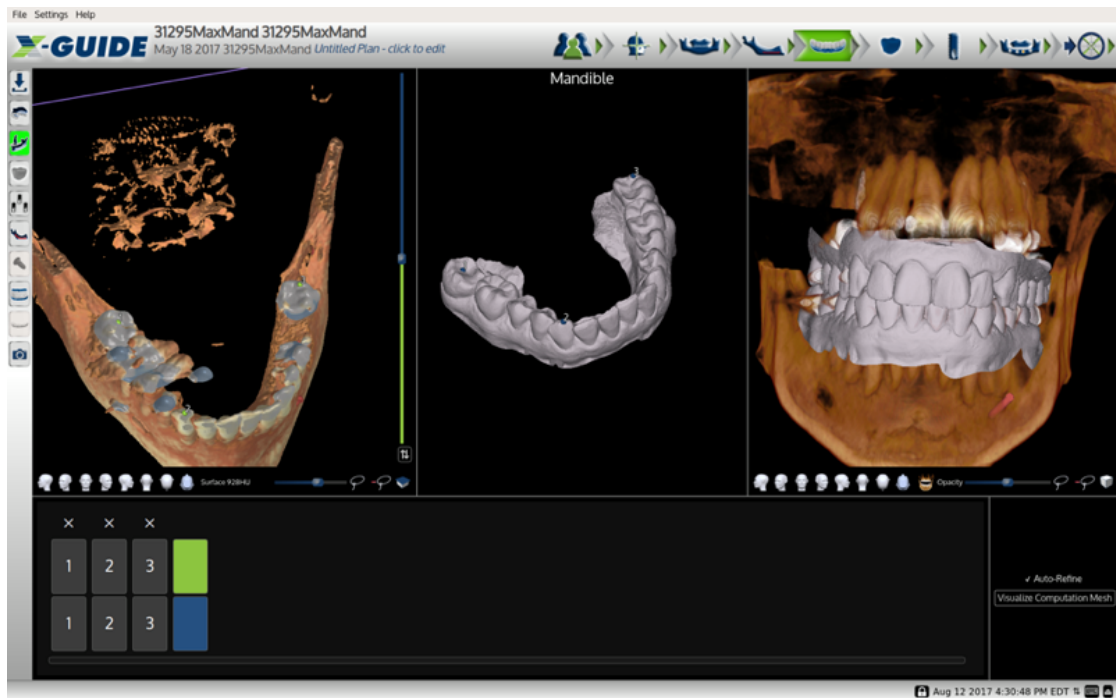 File Settings Help
X-GUIDE
31295MaxMand 31295MaxMand
May 18 2017 31295MaxMand Untitled Plan - click to edit
Mandible
3
2
2
Surface 928HU
Opacity
1 2 3
1 2 3
✓ Auto-Refine
Visualize Computation Mesh
Aug 12 2017 4:30:48 PM EDT